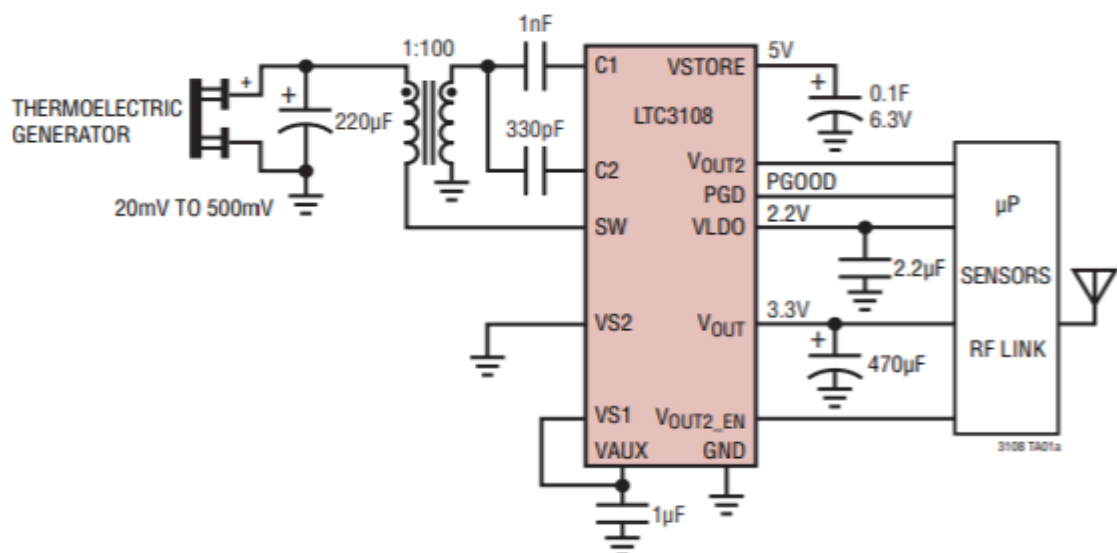 THERMOELECTRIC
GENERATOR
+
+
220µF
20mV TO 500mV
1:100
1nF
330pF
C1
C2
SW
VS2
VS1
VAUX
1µF
LTC3108
VSTORE
VOUT2
PGD
VLDO
VOUT
VOUT2_EN
GND
5V
+
0.1F
6.3V
PGOOD
2.2V
2.2µF
3.3V
+
470µF
µP
SENSORS
RF LINK
3108 TA01a